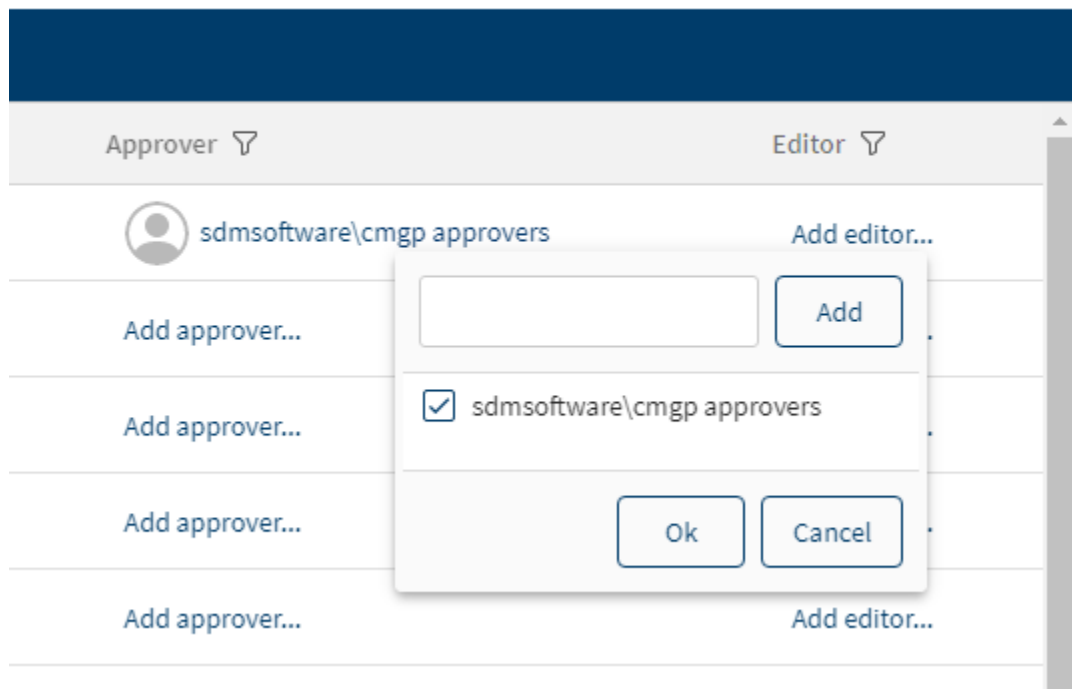 Approver Editor
sdmsoftware\cmgp approvers Add editor...
Add
Add approver... .
sdmsoftware\cmgp approvers
Add approver... .
Ok Cancel
Add approver... .
Add approver... Add editor...